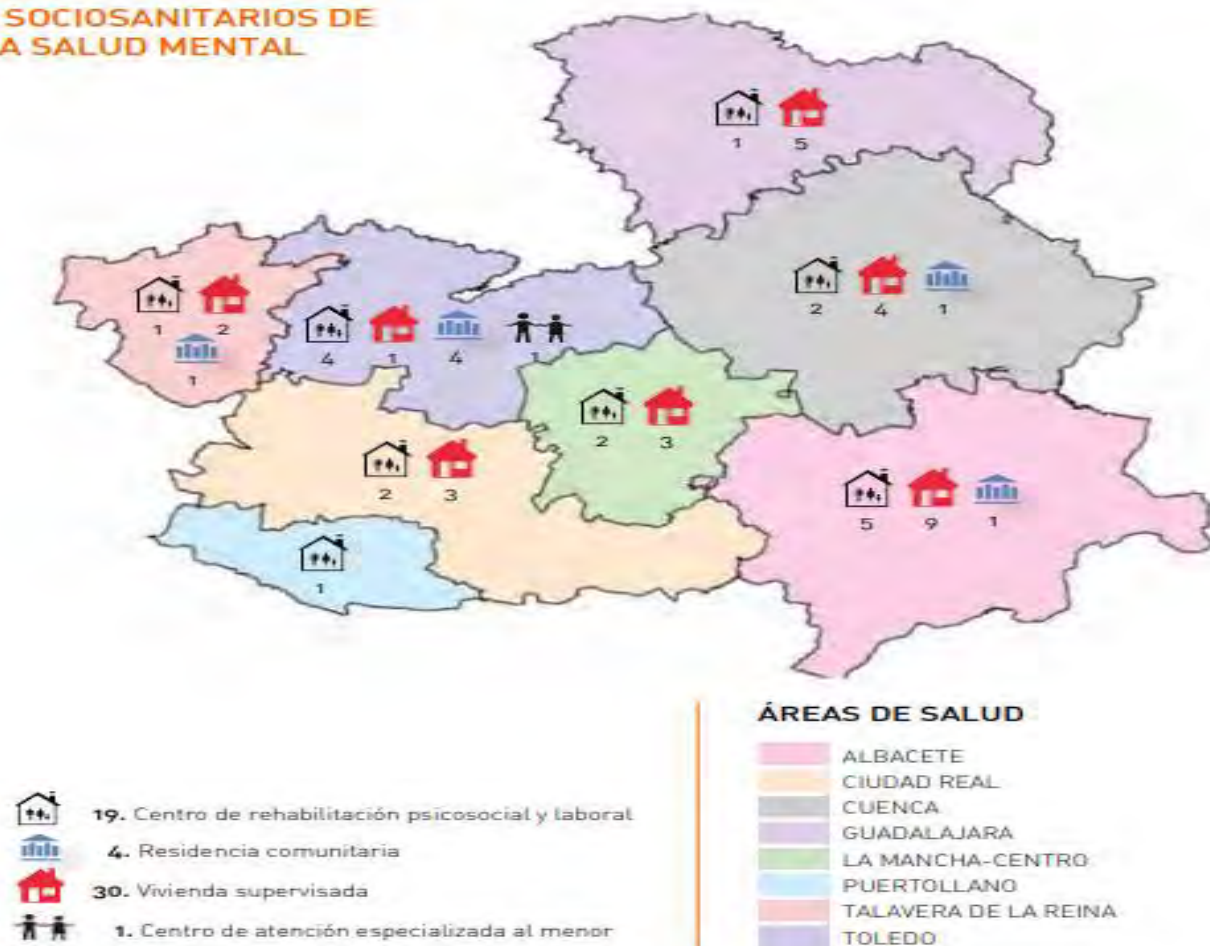 SOCIOSANITARIOS DE
A SALUD MENTAL
1 5
2 4 1
1 2
1
4 1 4 1
2 3
2 3
5 9 1
1
ÁREAS DE SALUD
ALBACETE
CIUDAD REAL
CUENCA
GUADALAJARA
LA MANCHA-CENTRO
PUERTOLLANO
TALAVERA DE LA REINA
TOLEDO
19. Centro de rehabilitación psicosocial y laboral
4. Residencia comunitaria
30. Vivienda supervisada
1. Centro de atención especializada al menor